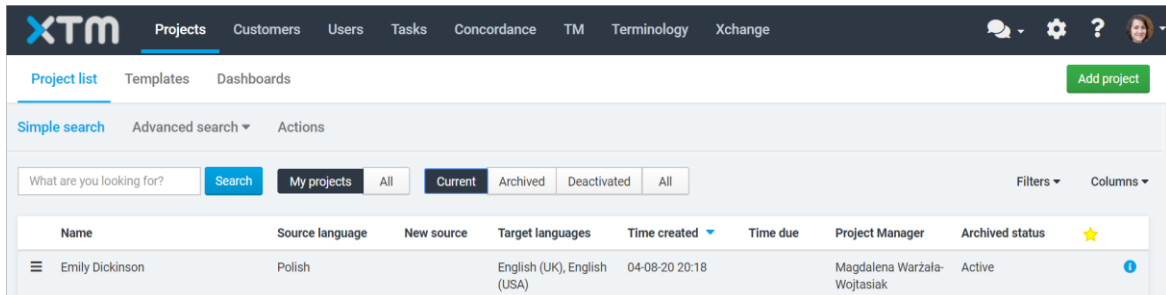 XTM Projects Customers Users Tasks Concordance TM Terminology Xchange ?
Project list Templates Dashboards Add project
Simple search Advanced search Actions
What are you looking for? Search My projects All Current Archived Deactivated All Filters Columns
Name Source language New source Target languages Time created Time due Project Manager Archived status
Emily Dickinson Polish English (UK), English 04-08-20 20:18 Magdalena Warżała- Active
(USA) Wojtasiak